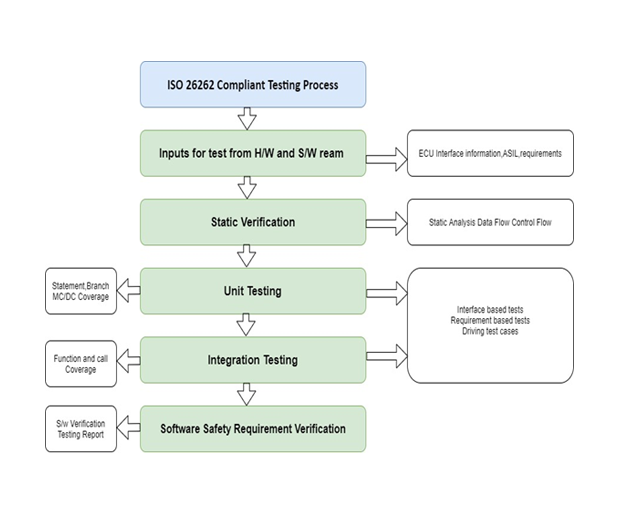 ISO 26262 Compliant Testing Process
Inputs for test from H/W and S/W ream
ECU Interface information,ASIL,requirements
Static Verification
Static Analysis Data Flow Control Flow
Statement,Branch
MC/DC Coverage
Unit Testing
Interface based tests
Requirement based tests
Driving test cases
Function and call
Coverage
Integration Testing
S/w Verification
Testing Report
Software Safety Requirement Verification